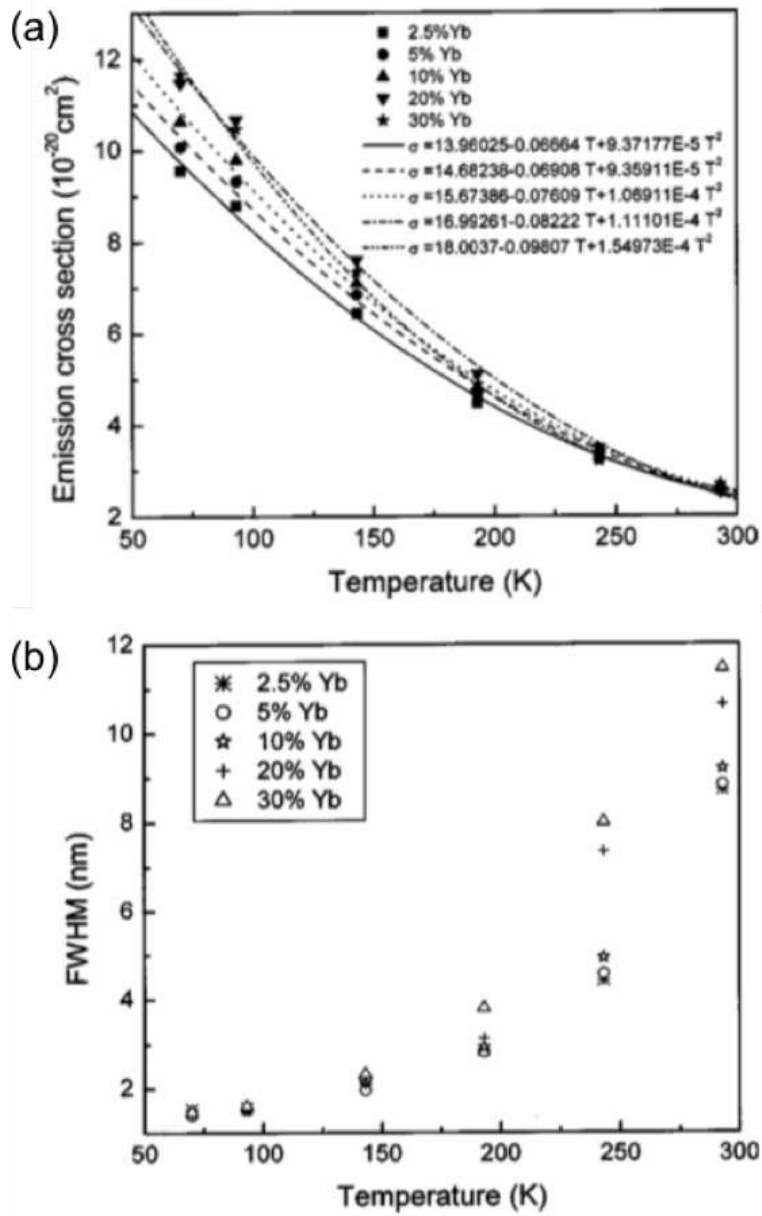 (a)
12
10
8
6
4
2
50
100
150
200
250
300
Emission cross section (10⁻²⁰cm²)
Temperature (K)
2.5%Yb
5% Yb
10% Yb
20% Yb
30% Yb
σ =13.96025-0.06664 T+9.37177E-5 T²
σ =14.68238-0.06908 T+9.35911E-5 T²
σ =15.67386-0.07609 T+1.06911E-4 T²
σ =16.99261-0.08222 T+1.11101E-4 T²
σ =18.0037-0.09807 T+1.54973E-4 T²
(b)
12
10
8
6
4
2
50
100
150
200
250
300
FWHM (nm)
Temperature (K)
2.5% Yb
5% Yb
10% Yb
20% Yb
30% Yb